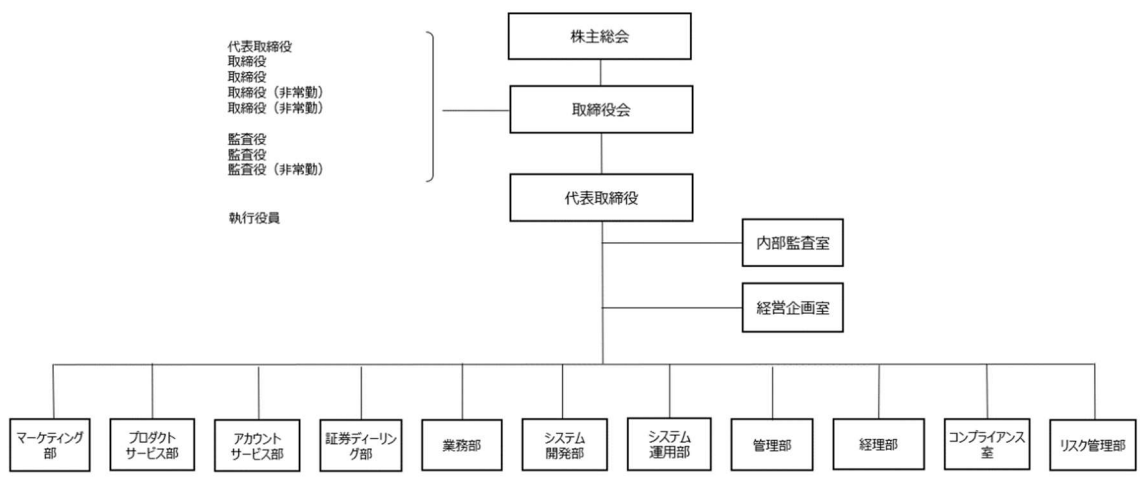 株主総会
代表取締役
取締役
取締役
取締役（非常勤）
取締役（非常勤）
監査役
監査役
監査役（非常勤）
取締役会
代表取締役
執行役員
内部監査室
経営企画室
マーケティング
部
プロダクト
サービス部
アカウント
サービス部
証券ディーリン
グ部
業務部
システム
開発部
システム
運用部
管理部
経理部
コンプライアンス
室
リスク管理部